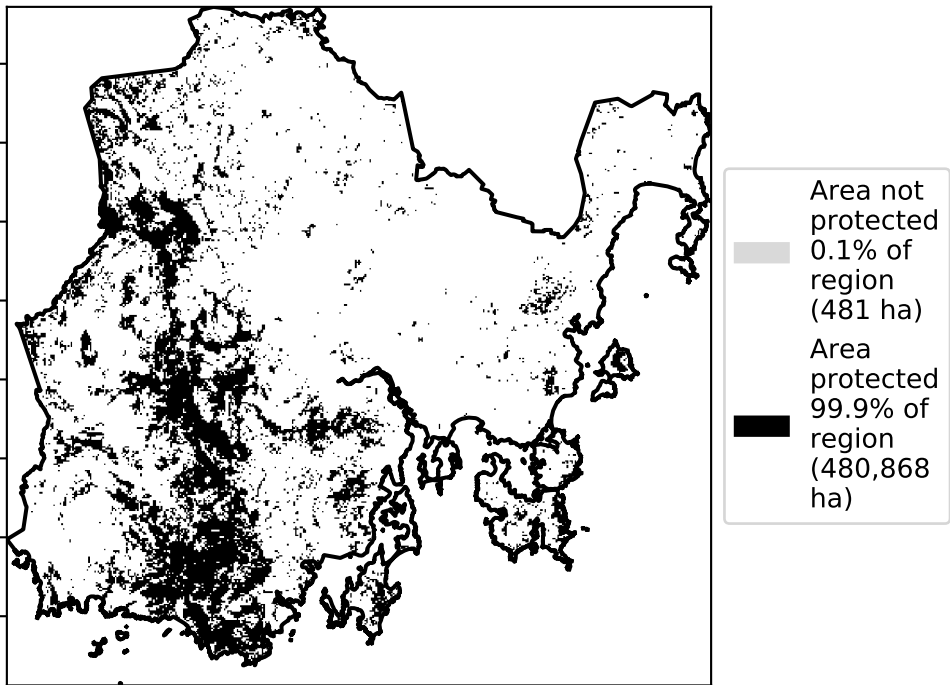 Area not
protected
0.1% of
region
(481 ha)
Area
protected
99.9% of
region
(480,868
ha)